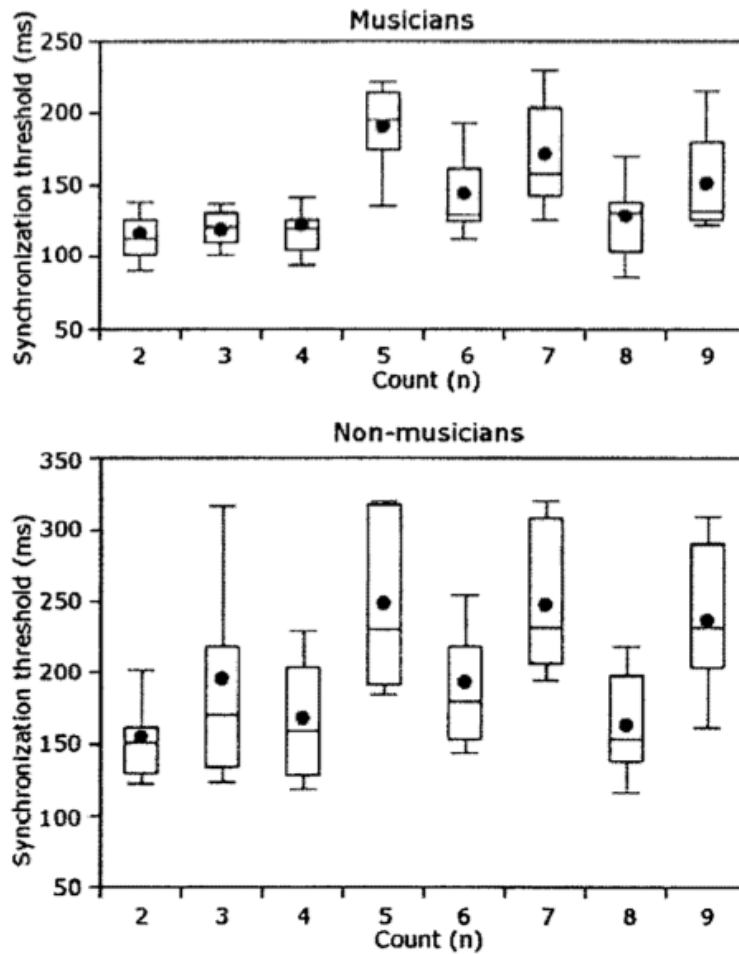 Musicians
Synchronization threshold (ms)
250
200
150
100
50
2 3 4 5 6 7 8 9
Count (n)
Non-musicians
Synchronization threshold (ms)
350
300
250
200
150
100
50
2 3 4 5 6 7 8 9
Count (n)